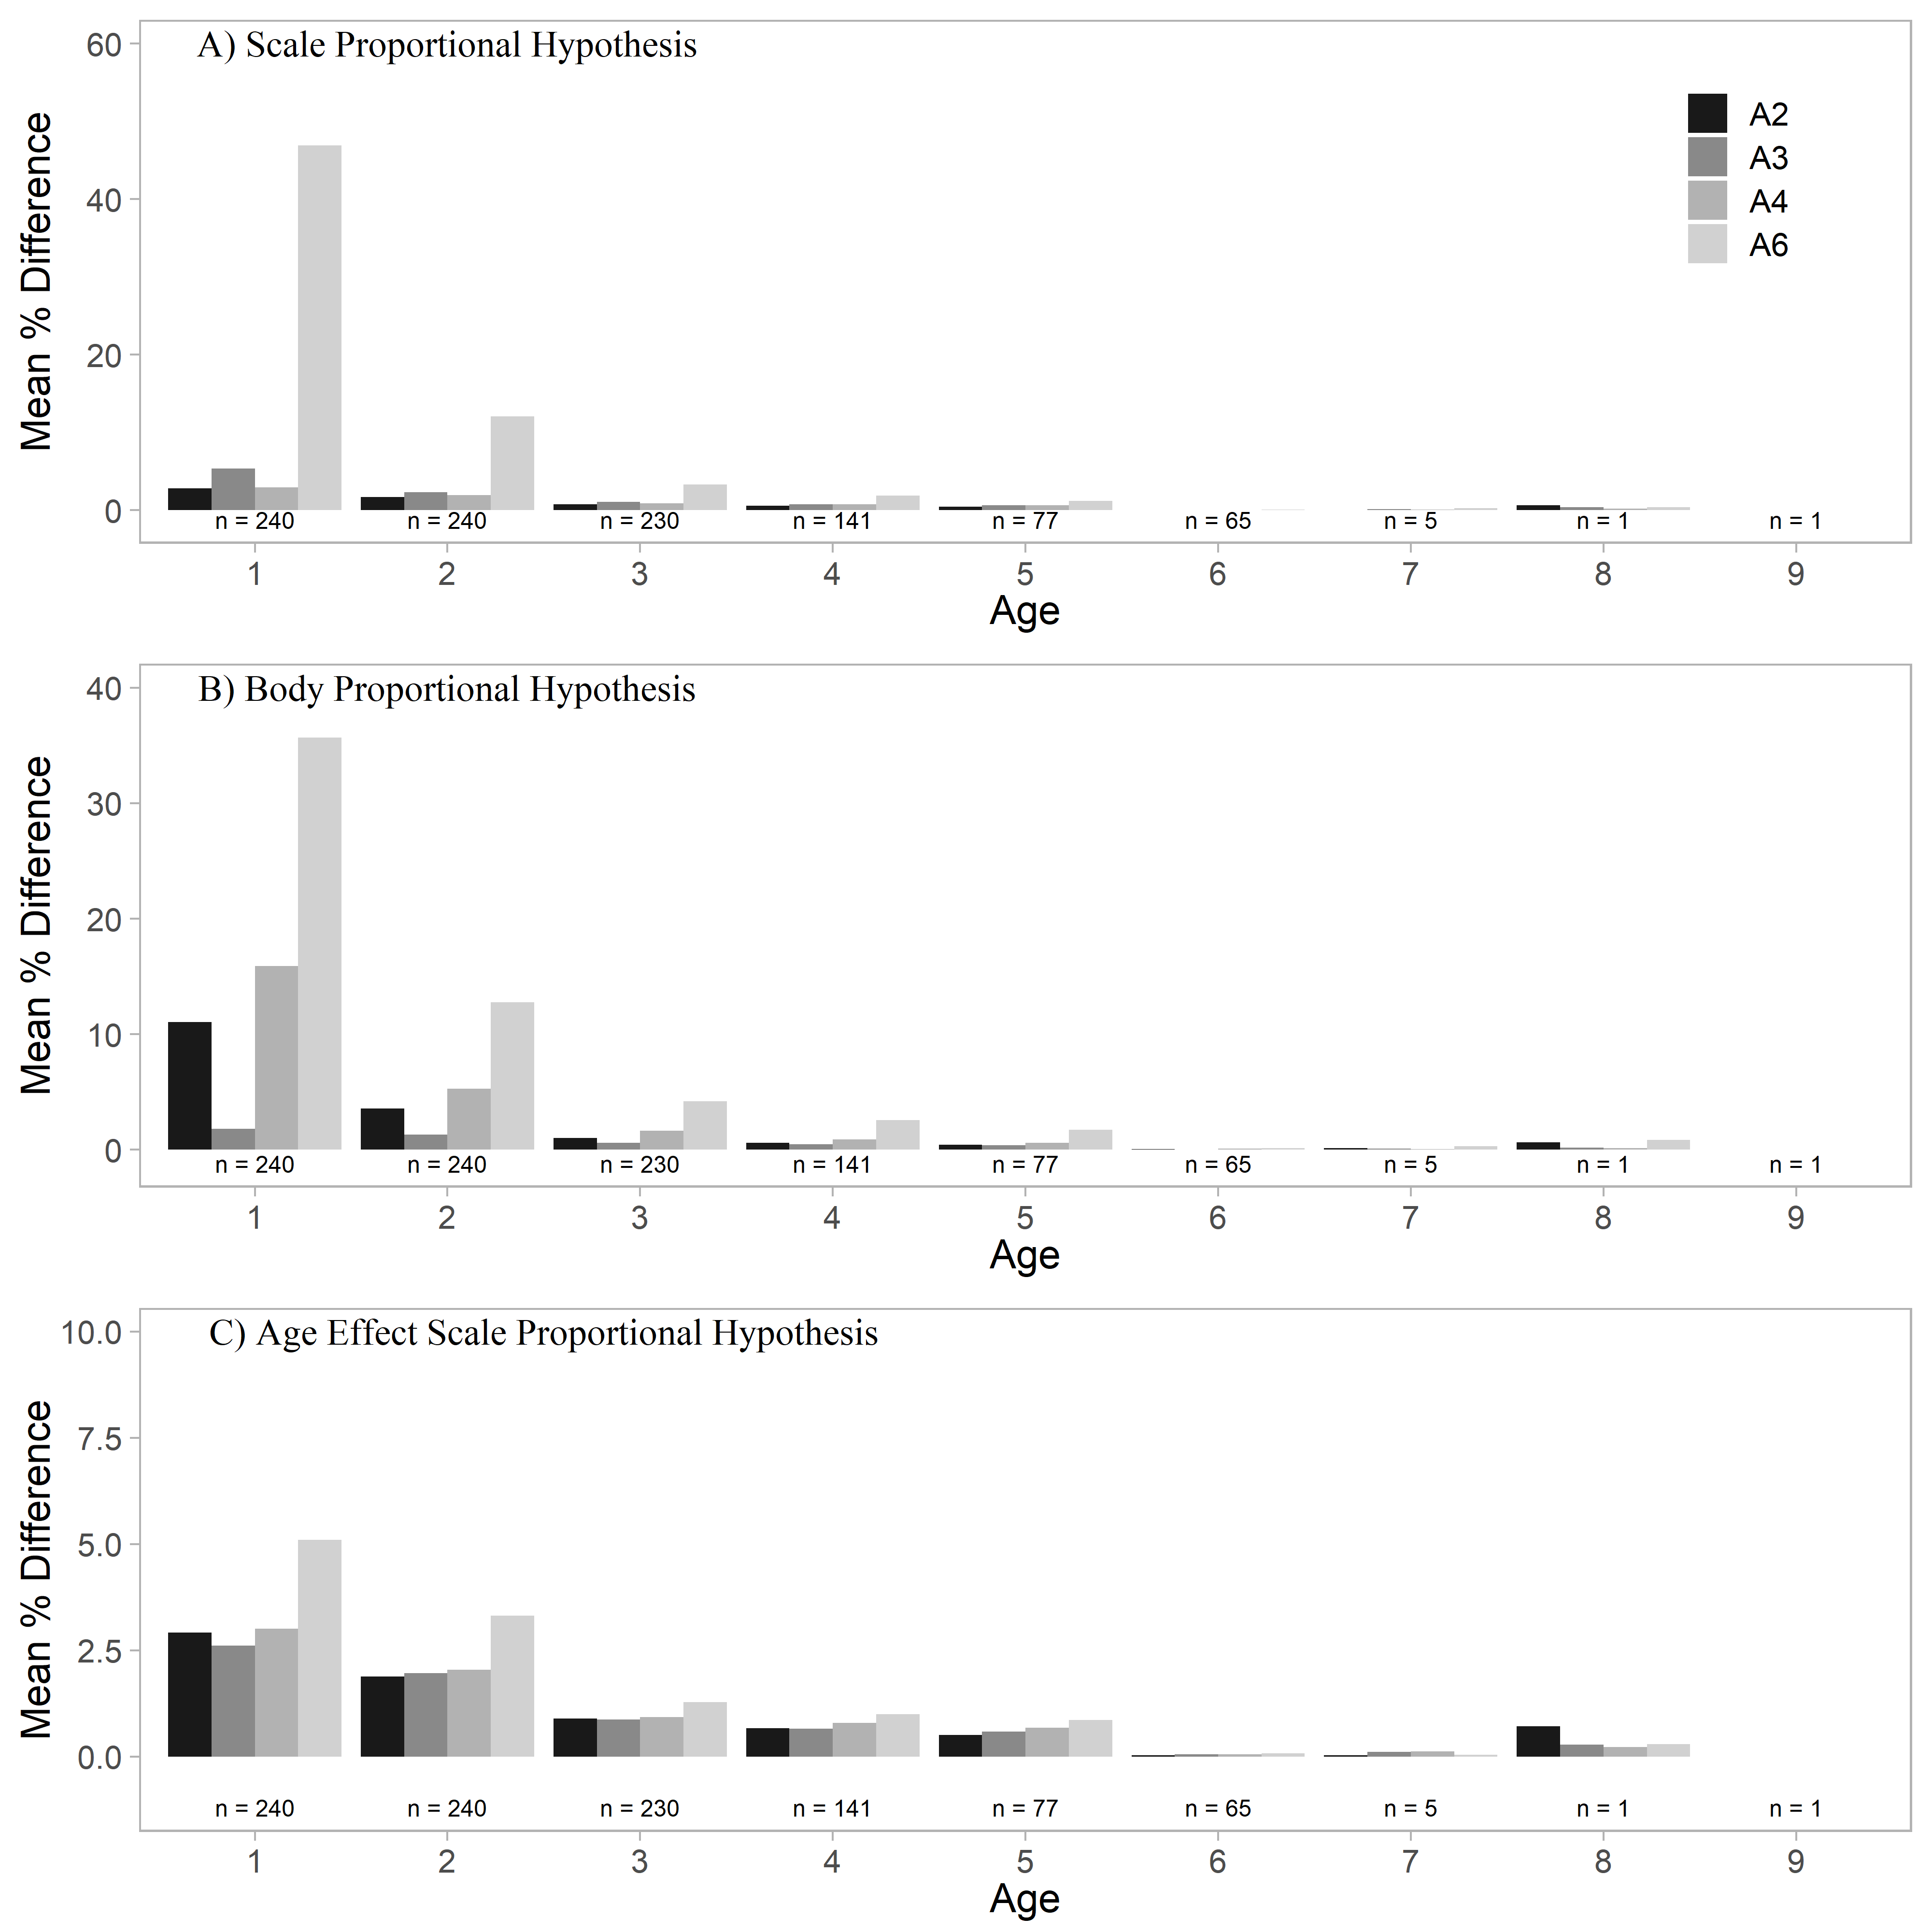 A) Scale Proportional Hypothesis
60
40
20
0
Mean % Difference
A2
A3
A4
A6
n = 240 n = 240 n = 230 n = 141 n = 77 n = 65 n = 5 n = 1 n = 1
1 2 3 4 5 6 7 8 9
Age
B) Body Proportional Hypothesis
40
30
20
10
0
Mean % Difference
n = 240 n = 240 n = 230 n = 141 n = 77 n = 65 n = 5 n = 1 n = 1
1 2 3 4 5 6 7 8 9
Age
C) Age Effect Scale Proportional Hypothesis
10.0
7.5
5.0
2.5
0.0
Mean % Difference
n = 240 n = 240 n = 230 n = 141 n = 77 n = 65 n = 5 n = 1 n = 1
1 2 3 4 5 6 7 8 9
Age